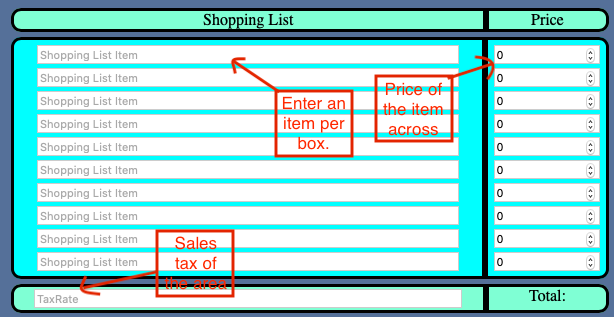 Shopping List Price
Shopping List Item 0
Shopping List Item 0
Shopping List Item 0
Shopping List Item 0
Shopping List Item 0
Shopping List Item 0
Shopping List Item 0
Shopping List Item 0
Shopping List Item 0
Shopping List Item 0
Enter an
item per
box.
Price of
the item
across
Sales
tax of
the area
TaxRate Total: